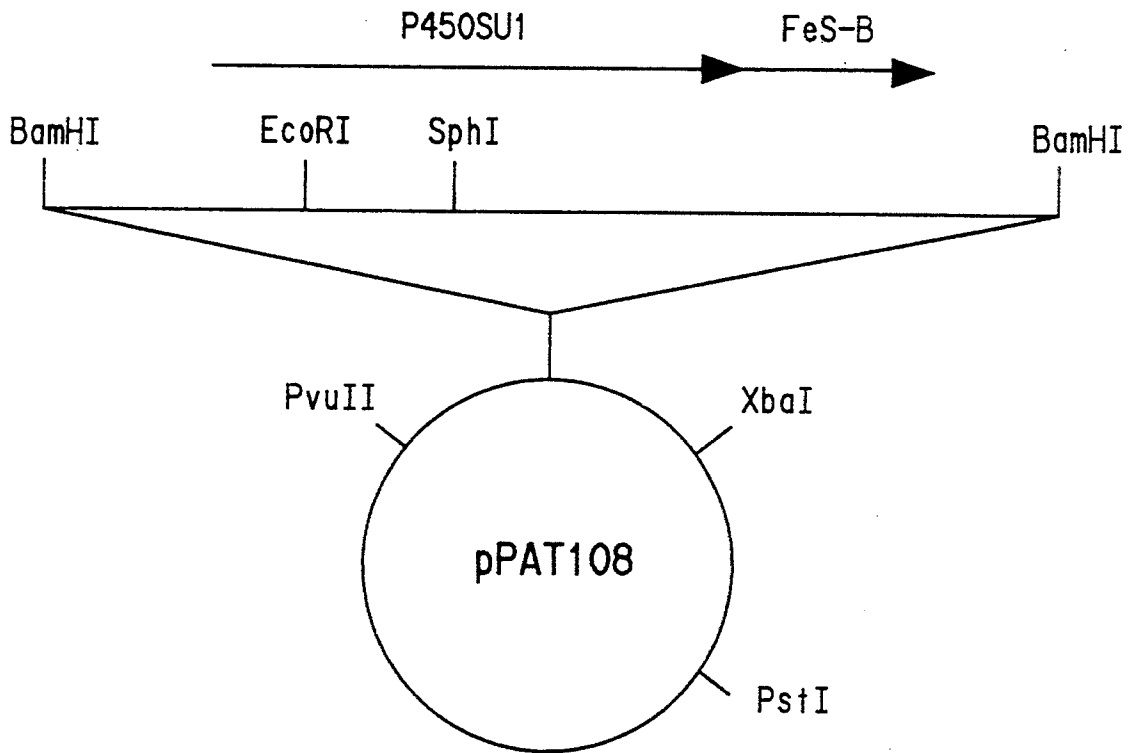 P450SU1 FeS-B
BamHI EcoRI SphI BamHI
PvuII XbaI
pPAT108
PstI